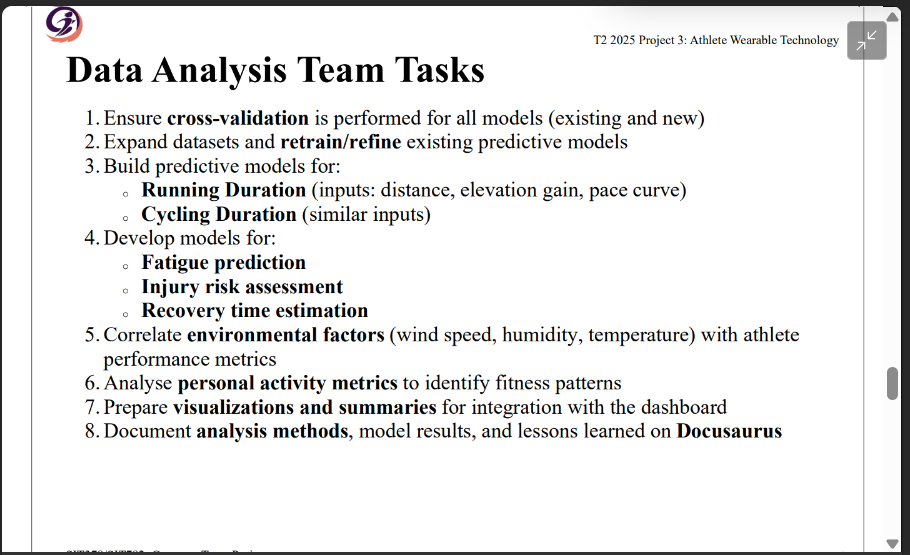 T2 2025 Project 3: Athlete Wearable Technology
Data Analysis Team Tasks
1. Ensure cross-validation is performed for all models (existing and new)
2. Expand datasets and retrain/refine existing predictive models
3. Build predictive models for:
○ Running Duration (inputs: distance, elevation gain, pace curve)
○ Cycling Duration (similar inputs)
4. Develop models for:
○ Fatigue prediction
○ Injury risk assessment
○ Recovery time estimation
5. Correlate environmental factors (wind speed, humidity, temperature) with athlete
performance metrics
6. Analyse personal activity metrics to identify fitness patterns
7. Prepare visualizations and summaries for integration with the dashboard
8. Document analysis methods, model results, and lessons learned on Docusaurus